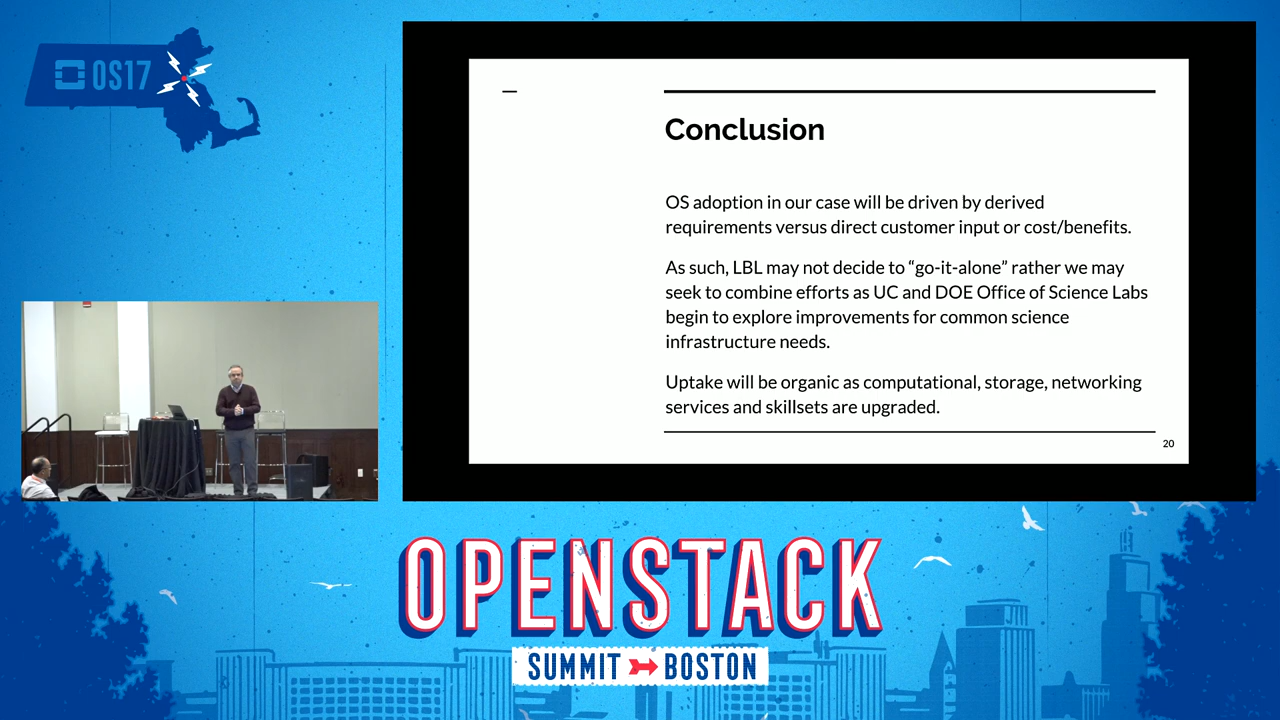 OS17
Conclusion
OS adoption in our case will be driven by derived
requirements versus direct customer input or cost/benefits.
As such, LBL may not decide to “go-it-alone” rather we may
seek to combine efforts as UC and DOE Office of Science Labs
begin to explore improvements for common science
infrastructure needs.
Uptake will be organic as computational, storage, networking
services and skillsets are upgraded.
20
OPENSTACK
SUMMIT BOSTON